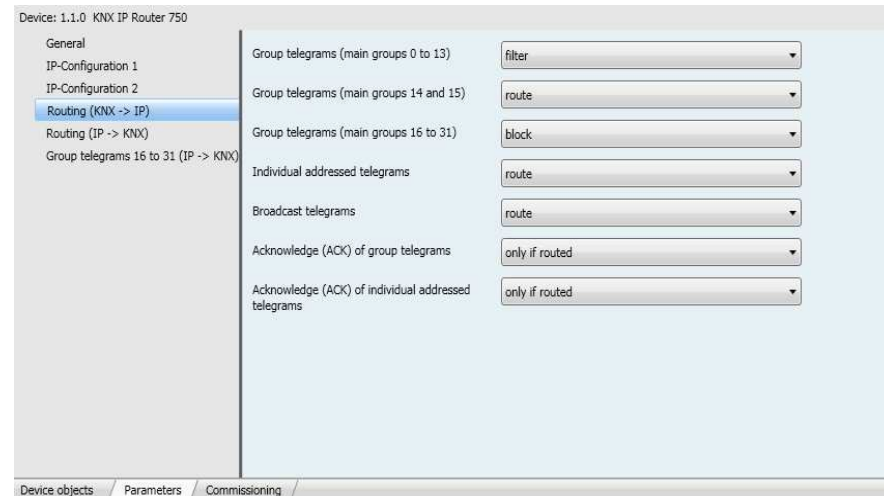 Device: 1.1.0 KNX IP Router 750
General
IP-Configuration 1
IP-Configuration 2
Routing (KNX -> IP)
Routing (IP -> KNX)
Group telegrams 16 to 31 (IP -> KNX)
Group telegrams (main groups 0 to 13)
filter
Group telegrams (main groups 14 and 15)
route
Group telegrams (main groups 16 to 31)
block
Individual addressed telegrams
route
Broadcast telegrams
route
Acknowledge (ACK) of group telegrams
only if routed
Acknowledge (ACK) of individual addressed
telegrams
only if routed
Device objects
Parameters
Commissioning